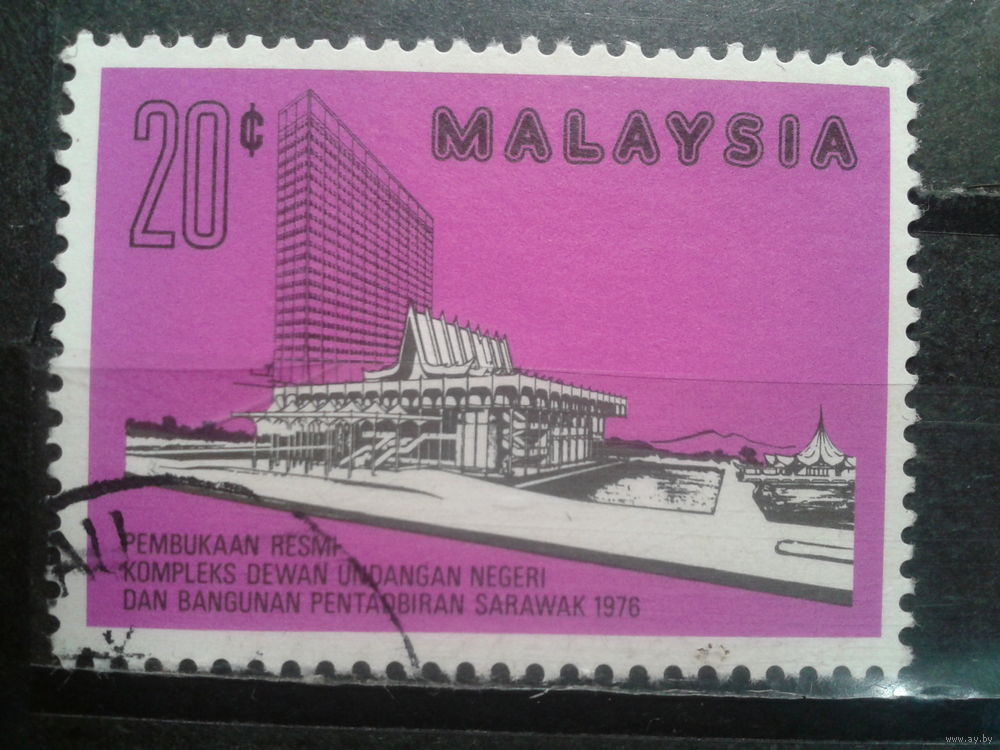 20¢
MALAYSIA
PEMBUKAAN RESMI
KOMPLEKS DEWAN UNDANGAN NEGERI
DAN BANGUNAN PENTADBIRAN SARAWAK 1976
www.ay.by